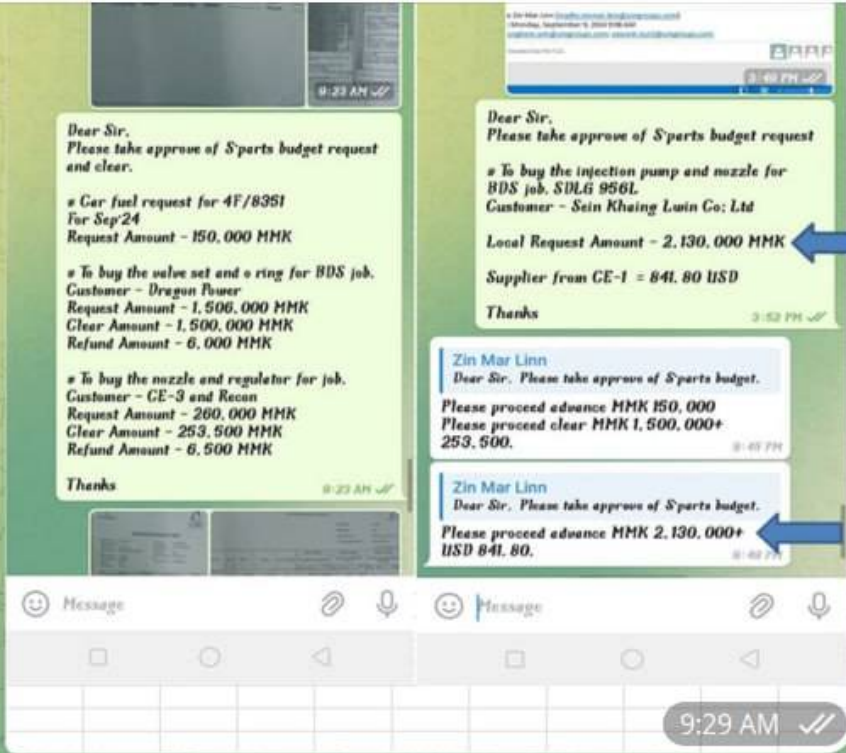 9:23 AM
Dear Sir.
Please take approve of S'parts budget request
and clear.
# Car fuel request for 4F/8351
For Sep'24
Request Amount - 150,000 MMK
# To buy the valve set and o ring for BDS job.
Customer - Dragon Power
Request Amount - 1,506,000 MMK
Clear Amount - 1,500,000 MMK
Refund Amount - 6,000 MMK
# To buy the nozzle and regulator for job.
Customer - CE-3 and Recon
Request Amount - 260,000 MMK
Clear Amount - 253,500 MMK
Refund Amount - 6,500 MMK
Thanks
9:23 AM
Message
Monday, September 9, 2024
3:49 PM
Dear Sir.
Please take approve of S'parts budget request
# To buy the injection pump and nozzle for
BDS job. SDLG 956L
Customer - Sein Khaing Lwin Co; Ltd
Local Request Amount - 2,130,000 MMK
Supplier from CE-1 = 841.80 USD
Thanks
3:52 PM
Zin Mar Linn
Dear Sir. Please take approve of S'parts budget.
Please proceed advance MMK 150,000
Please proceed clear MMK 1,500,000+
253,500.
Zin Mar Linn
Dear Sir. Please take approve of S'parts budget.
Please proceed advance MMK 2,130,000+
USD 841.80.
Message
9:29 AM